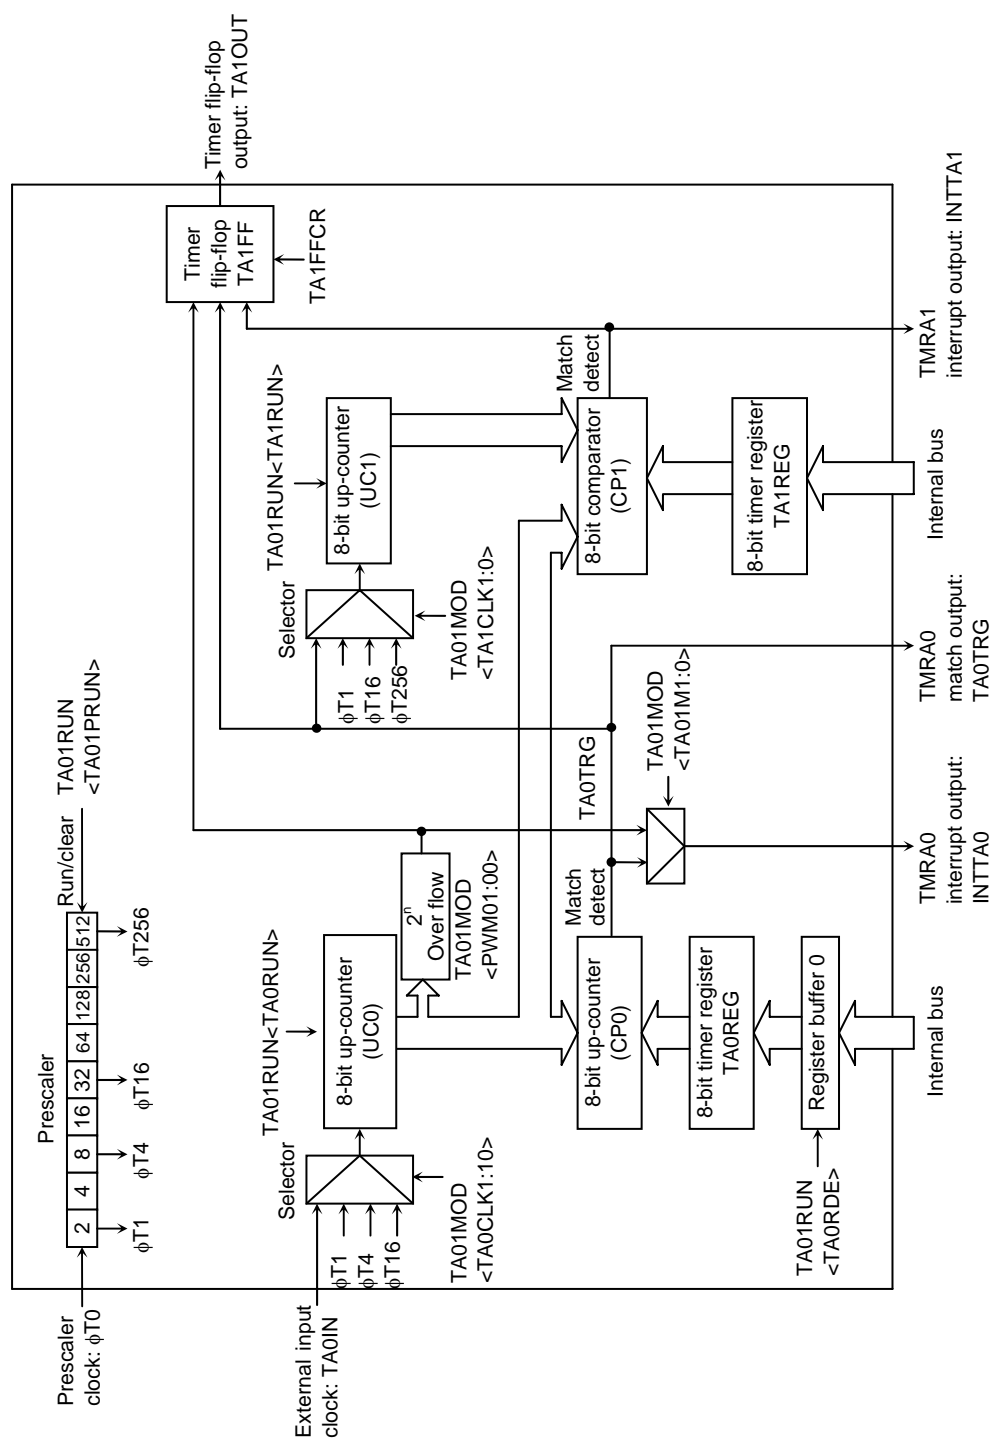 Prescaler
clock: ϕT0
Prescaler
2
4
8
16
32
64
128
256
512
Run/clear
TA01RUN
<TA01PRUN>
ϕT1
ϕT4
ϕT16
ϕT256
External input
clock: TA0IN
Selector
ϕT1
ϕT4
ϕT16
TA01MOD
<TA0CLK1:10>
TA01RUN<TA0RUN>
8-bit up-counter
(UC0)
2n
Over flow
TA01MOD
<PWM01:00>
Selector
ϕT1
ϕT16
ϕT256
TA01MOD
<TA1CLK1:0>
TA01RUN<TA1RUN>
8-bit up-counter
(UC1)
Timer
flip-flop
TA1FF
TA1FFCR
Timer flip-flop
output: TA1OUT
8-bit up-counter
(CP0)
Match
detect
TA0TRG
TA01MOD
<TA01M1:0>
8-bit comparator
(CP1)
Match
detect
8-bit timer register
TA0REG
8-bit timer register
TA1REG
TA01RUN
<TA0RDE>
Register buffer 0
Internal bus
TMRA0
interrupt output:
INTTA0
TMRA0
match output:
TA0TRG
Internal bus
TMRA1
interrupt output: INTTA1